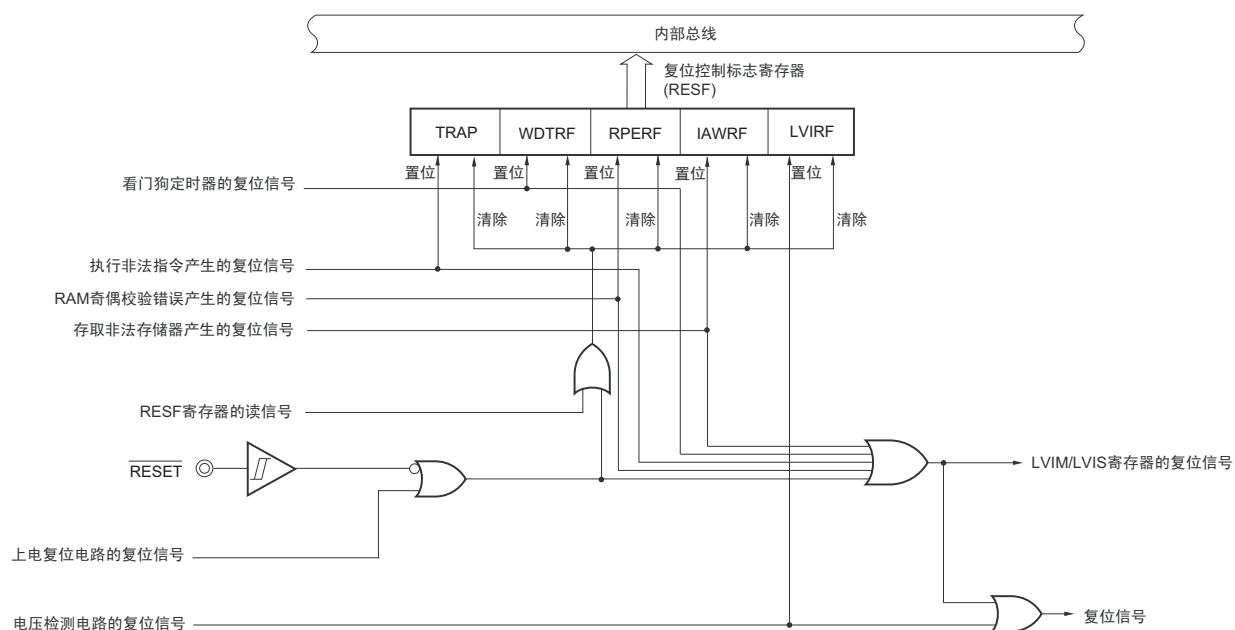 内部总线
复位控制标志寄存器
(RESF)
TRAP WDTRF RPERF IAWRF LVIRF
置位 置位 置位 置位 置位
看门狗定时器的复位信号
清除 清除 清除 清除 清除
执行非法指令产生的复位信号
RAM奇偶校验错误产生的复位信号
存取非法存储器产生的复位信号
RESF寄存器的读信号
RESET
LVIM/LVIS寄存器的复位信号
上电复位电路的复位信号
电压检测电路的复位信号
复位信号